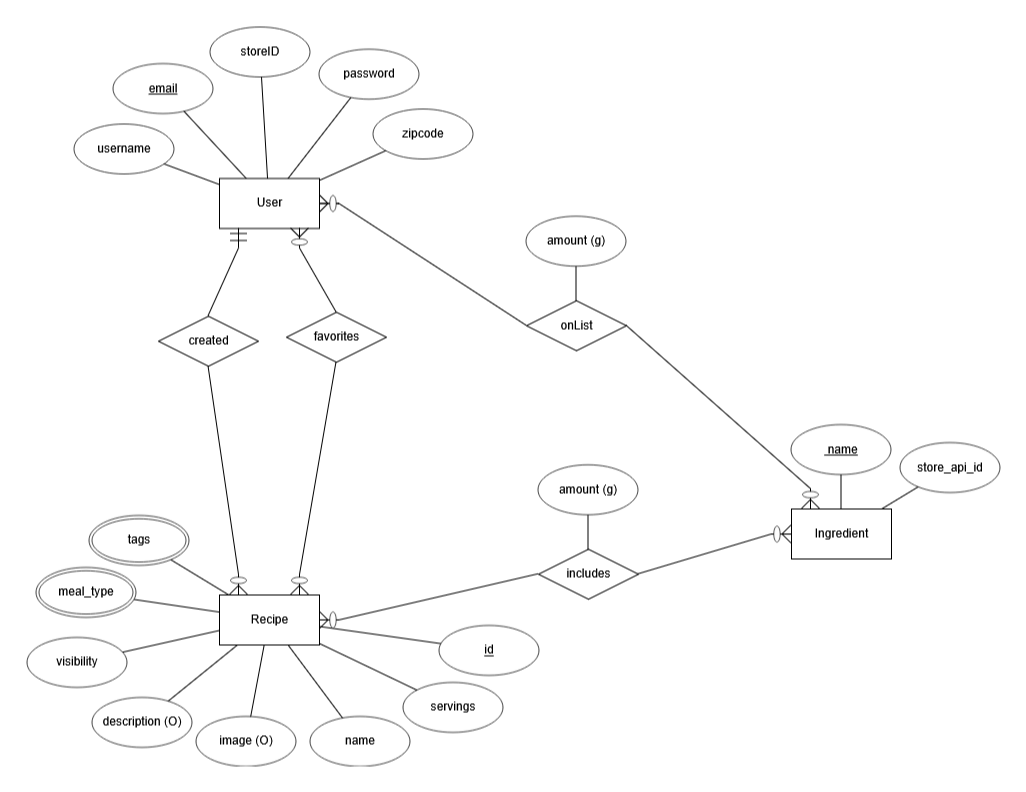 storeID
password
email
zipcode
username
User
amount (g)
onList
favorites
created
name
store_api_id
amount (g)
Ingredient
tags
includes
meal_type
Recipe
id
visibility
servings
description (O)
image (O)
name